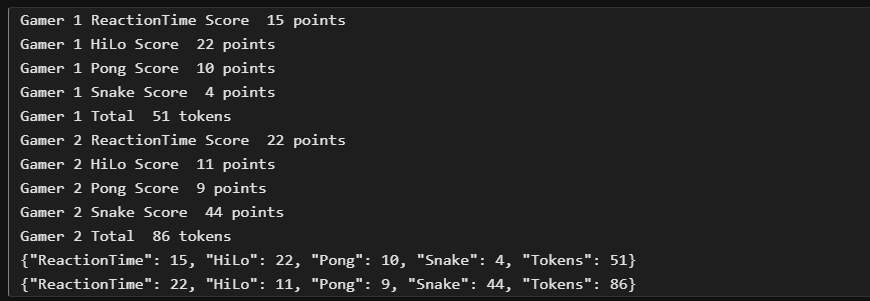 Gamer 1 ReactionTime Score  15 points
Gamer 1 HiLo Score  22 points
Gamer 1 Pong Score  10 points
Gamer 1 Snake Score  4 points
Gamer 1 Total  51 tokens
Gamer 2 ReactionTime Score  22 points
Gamer 2 HiLo Score  11 points
Gamer 2 Pong Score  9 points
Gamer 2 Snake Score  44 points
Gamer 2 Total  86 tokens
{"ReactionTime": 15, "HiLo": 22, "Pong": 10, "Snake": 4, "Tokens": 51}
{"ReactionTime": 22, "HiLo": 11, "Pong": 9, "Snake": 44, "Tokens": 86}